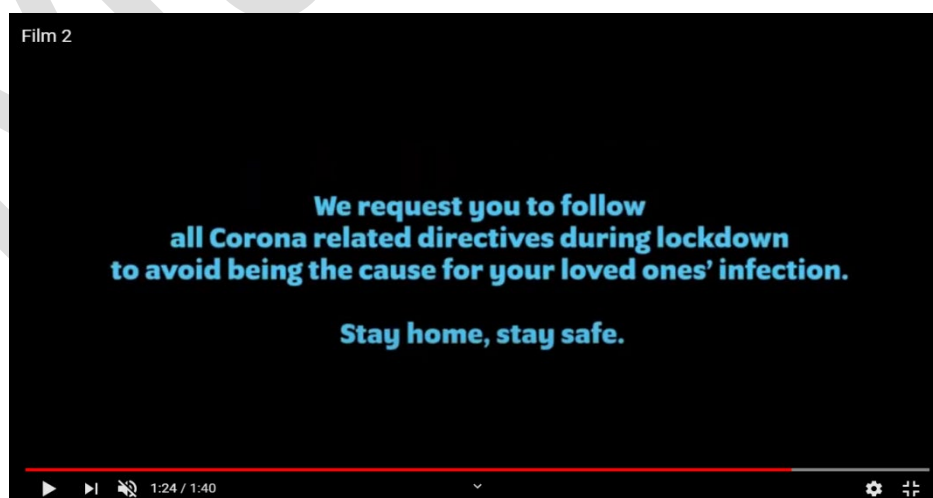 Film 2
We request you to follow
all Corona related directives during lockdown
to avoid being the cause for your loved ones’ infection.
Stay home, stay safe.
1:24 / 1:40